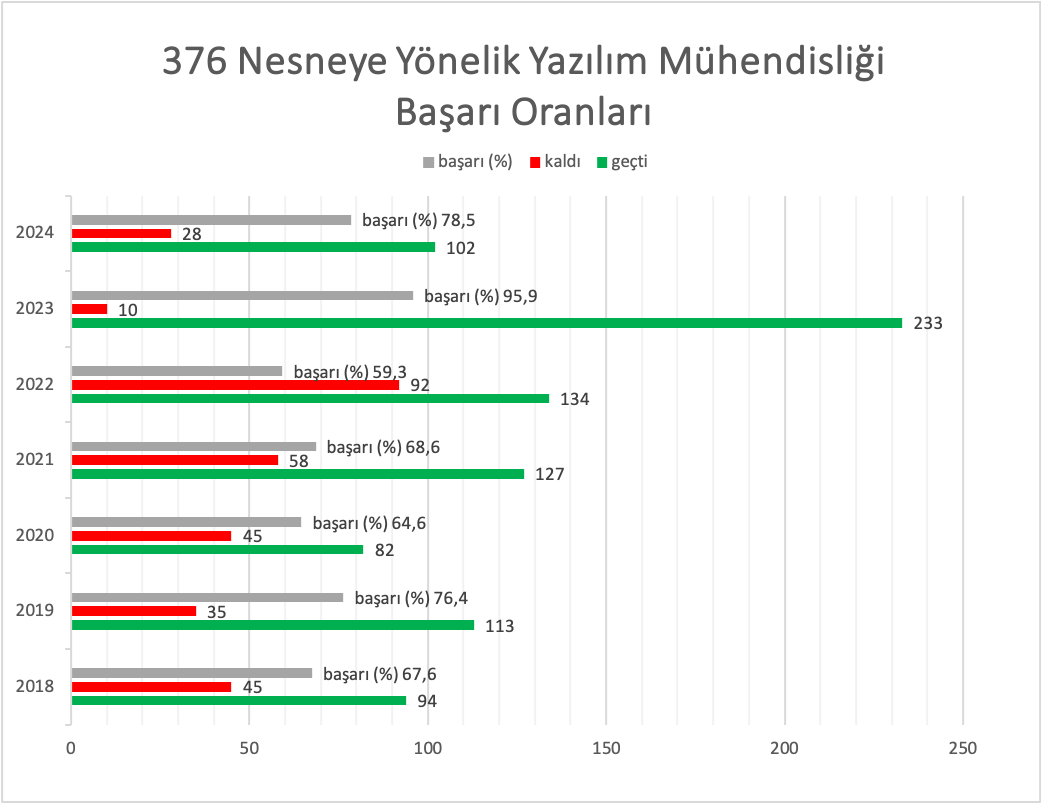 376 Nesneye Yönelik Yazılım Mühendisliği
Başarı Oranları
başarı (%) kaldı geçti
2024
başarı (%) 78,5
28
102
2023
başarı (%) 95,9
10
233
2022
başarı (%) 59,3
92
134
2021
başarı (%) 68,6
58
127
2020
başarı (%) 64,6
45
82
2019
başarı (%) 76,4
35
113
2018
başarı (%) 67,6
45
94
0 50 100 150 200 250